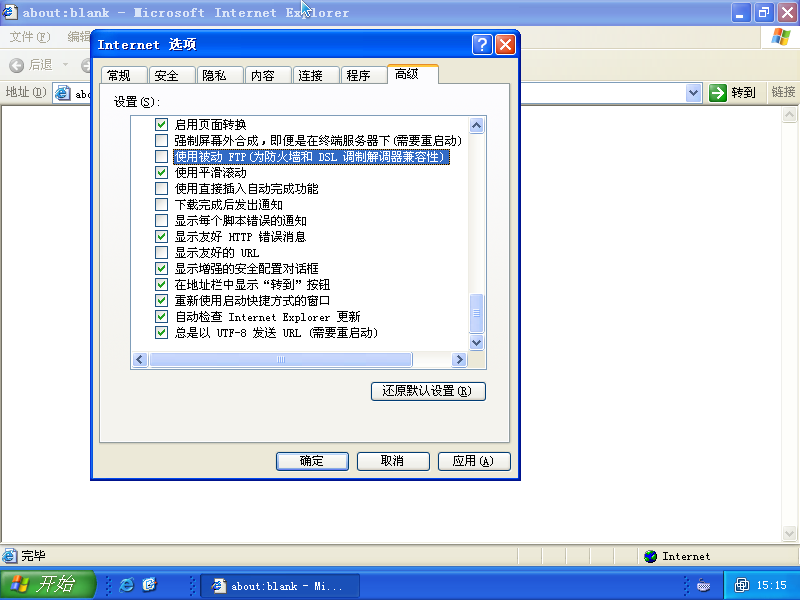 about:blank - Microsoft Internet Explorer
文件(F) 编辑
后退
地址(D) abo 转到 链接
Internet 选项
常规 安全 隐私 内容 连接 程序 高级
设置(S):
启用页面转换
强制屏幕外合成，即便是在终端服务器下(需要重启动)
使用被动 FTP(为防火墙和 DSL 调制解调器兼容性)
使用平滑滚动
使用直接插入自动完成功能
下载完成后发出通知
显示每个脚本错误的通知
显示友好 HTTP 错误消息
显示友好的 URL
显示增强的安全配置对话框
在地址栏中显示“转到”按钮
重新使用启动快捷方式的窗口
自动检查 Internet Explorer 更新
总是以 UTF-8 发送 URL (需要重启动)
还原默认设置(R)
确定 取消 应用(A)
完毕 Internet
开始 about:blank - Mi... 15:15